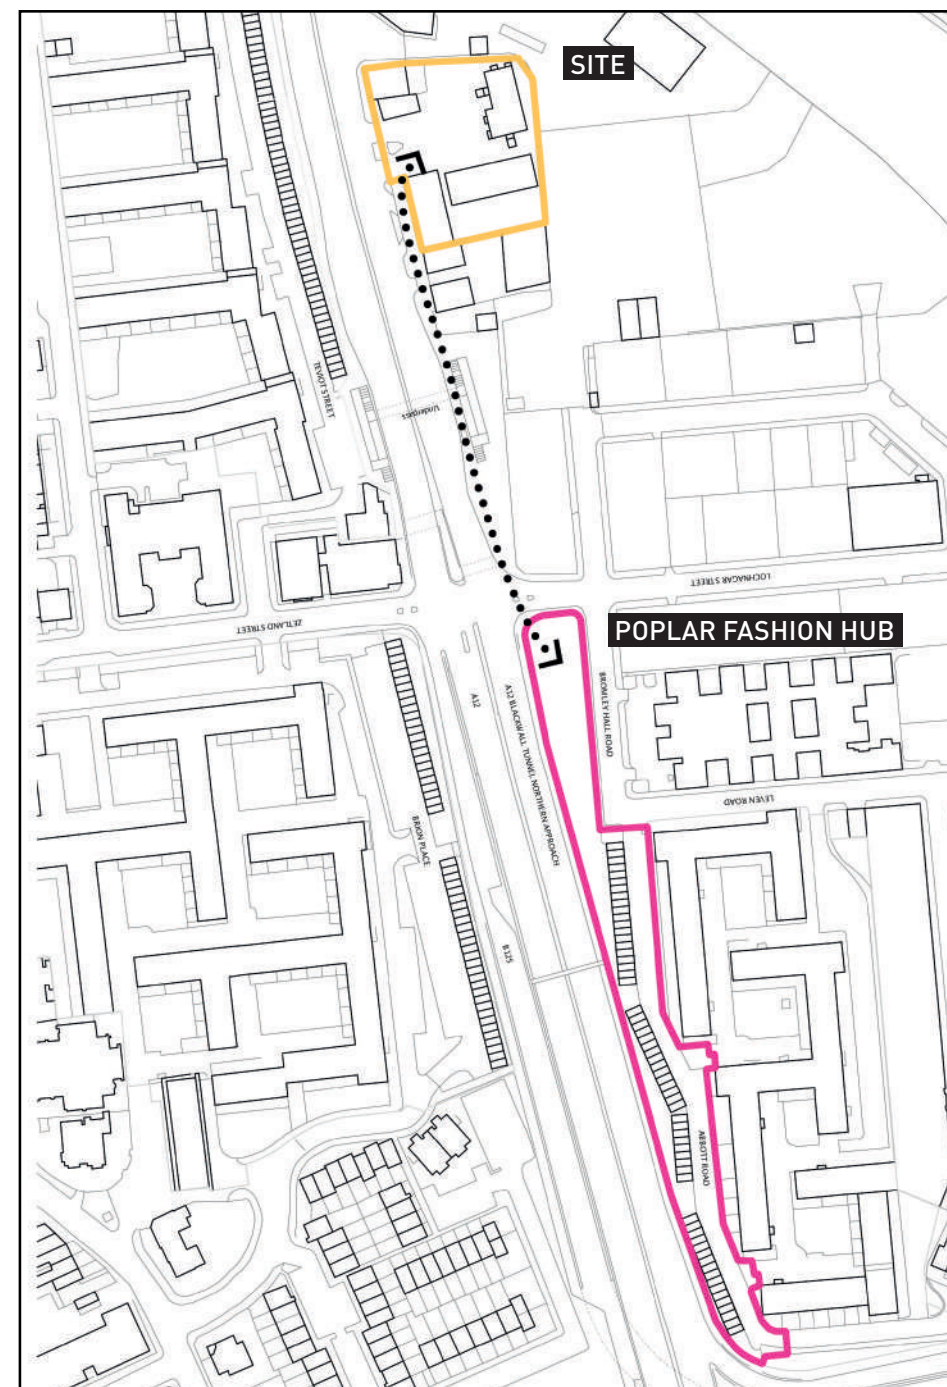 SITE
TEVIOT STREET
Underpass
LOCHNAGAR STREET
ZETLAND STREET
POPLAR FASHION HUB
A12
A12 BLACKWALL TUNNEL NORTHERN APPROACH
BROMLEY HALL ROAD
LEVEN ROAD
BRION PLACE
B125
ABBOTT ROAD